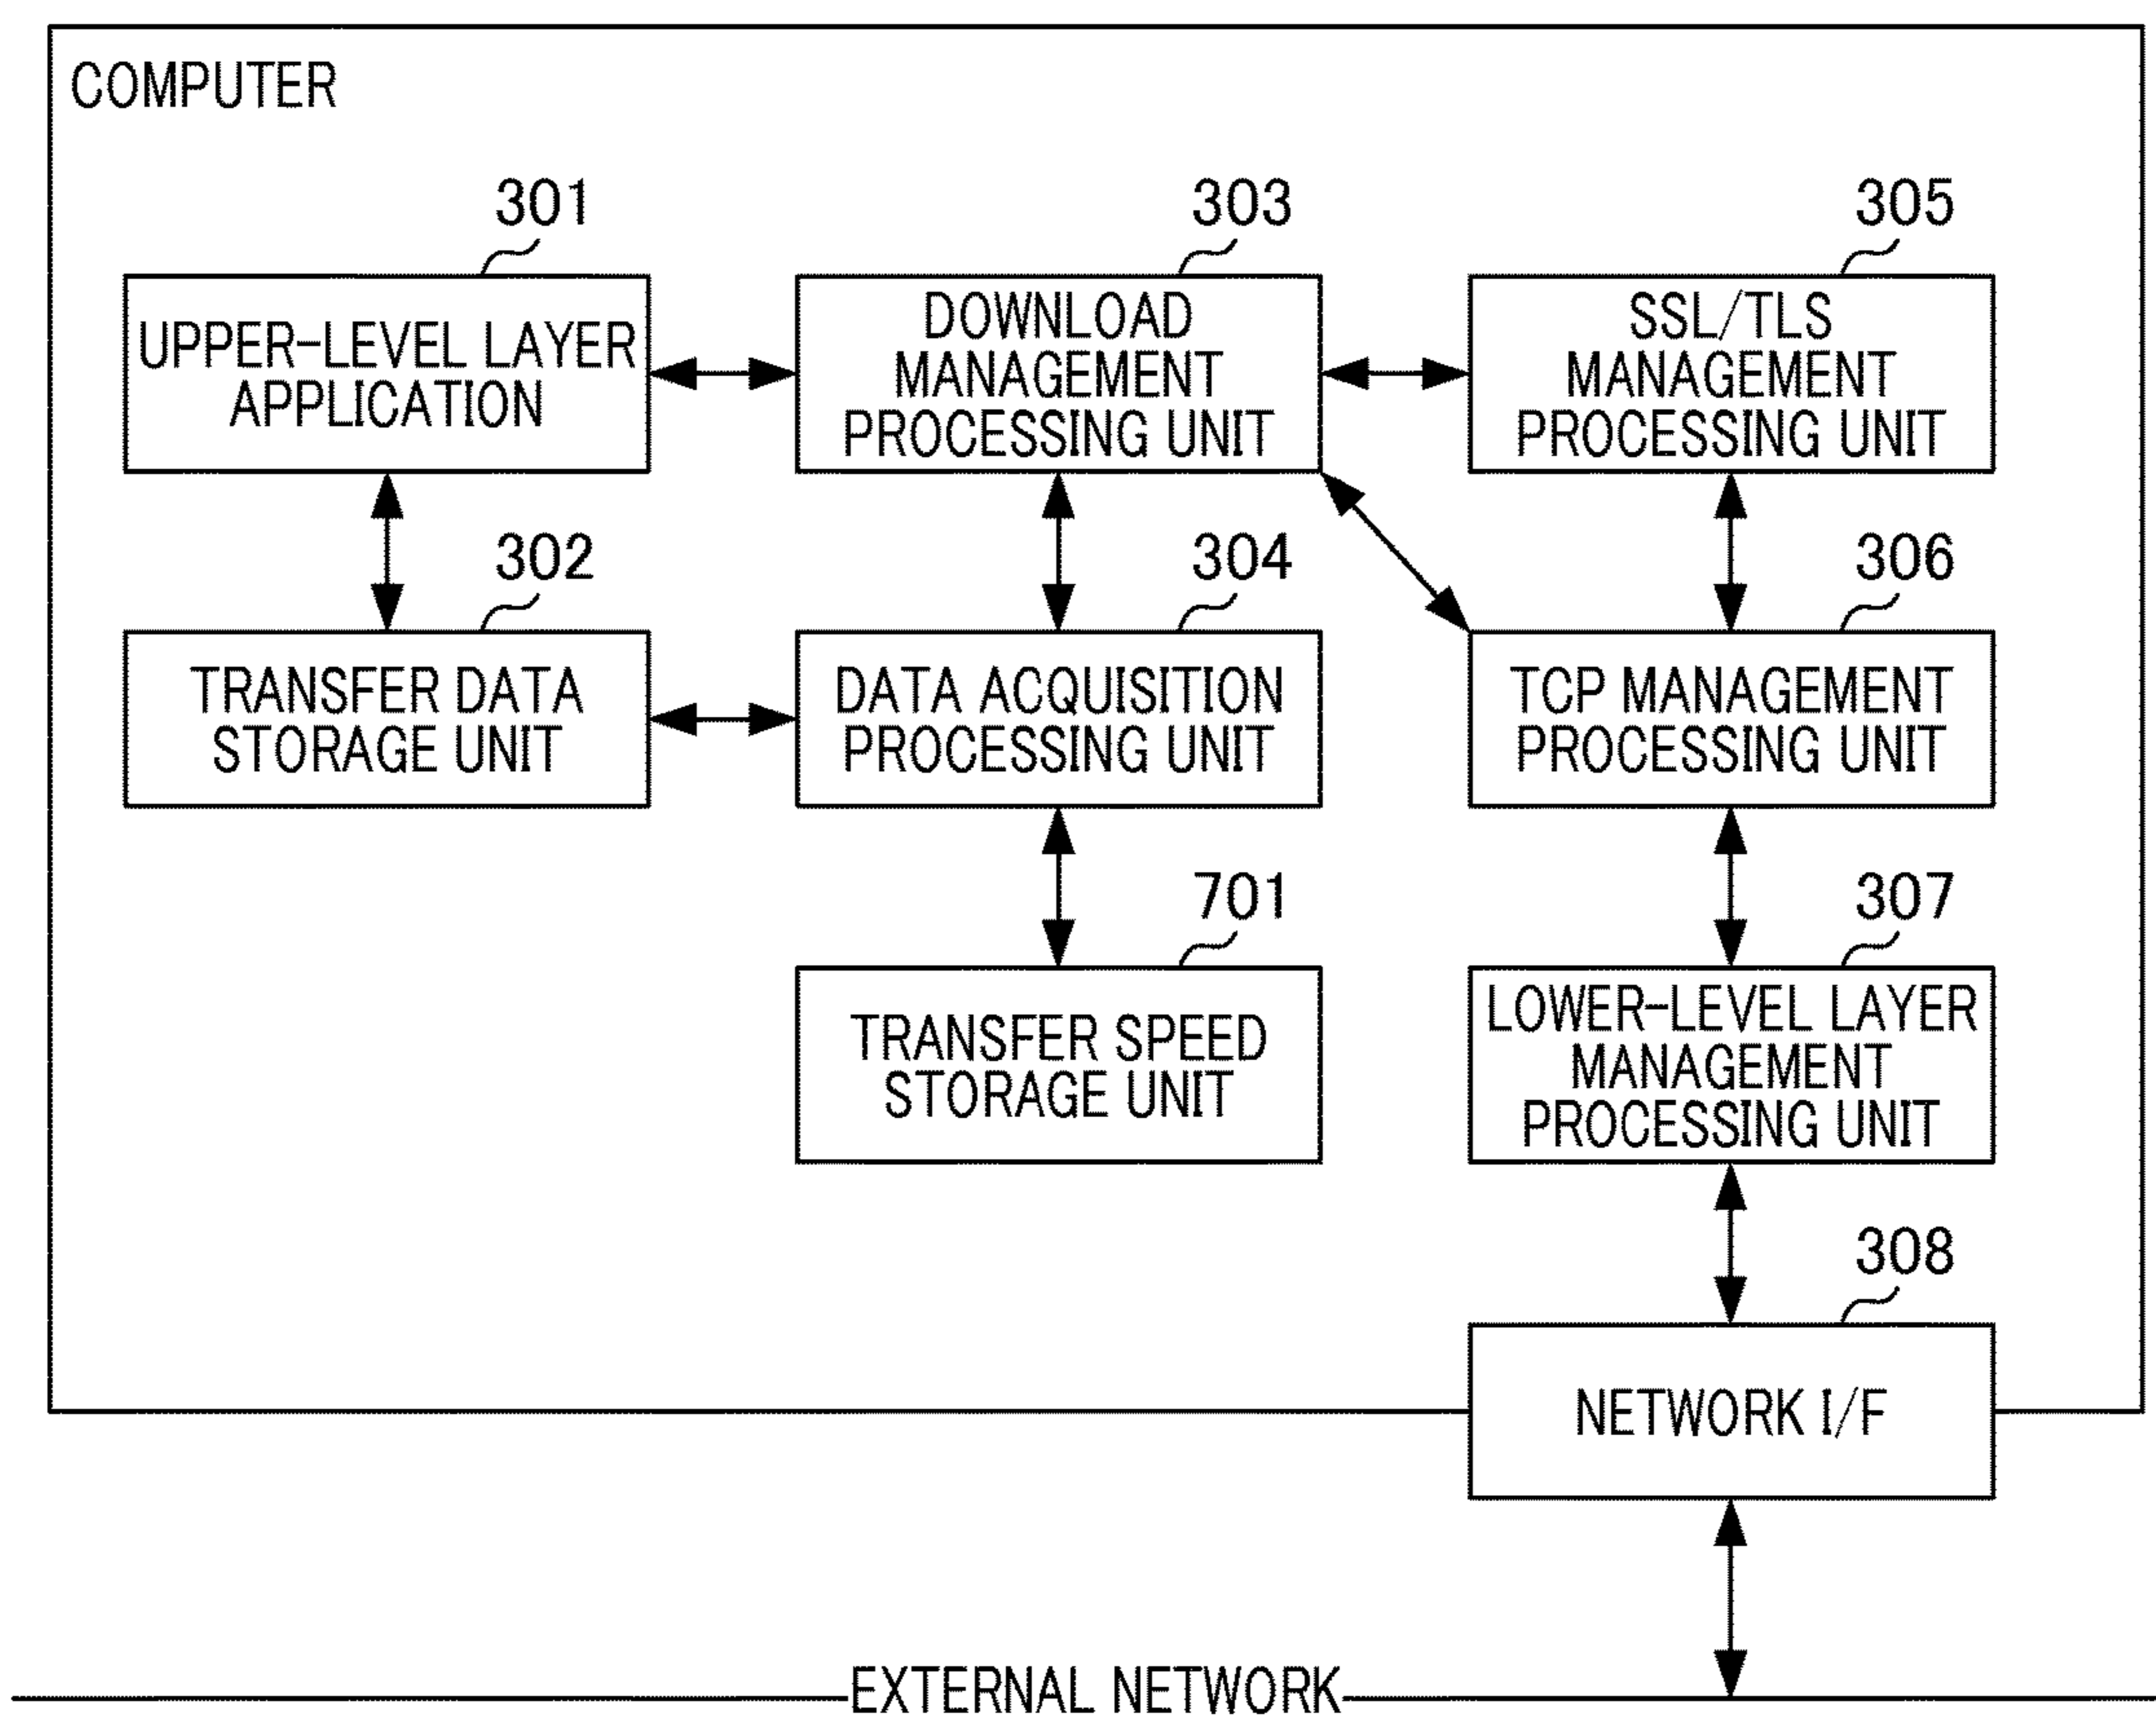 COMPUTER
301
303
305
UPPER-LEVEL LAYER
APPLICATION
DOWNLOAD
MANAGEMENT
PROCESSING UNIT
SSL/TLS
MANAGEMENT
PROCESSING UNIT
302
304
306
TRANSFER DATA
STORAGE UNIT
DATA ACQUISITION
PROCESSING UNIT
TCP MANAGEMENT
PROCESSING UNIT
701
307
TRANSFER SPEED
STORAGE UNIT
LOWER-LEVEL LAYER
MANAGEMENT
PROCESSING UNIT
308
NETWORK I/F
EXTERNAL NETWORK